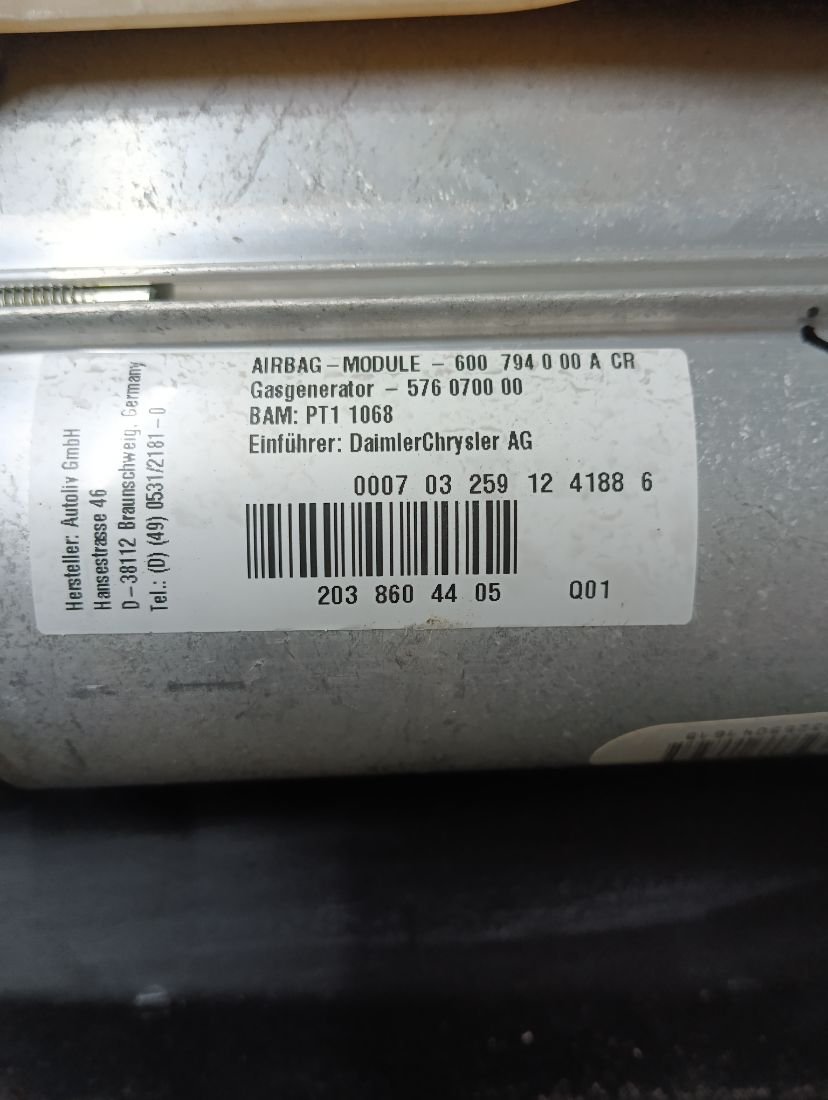 AIRBAG - MODULE - 600 794 0 00 A CR
Gasgenerator - 576 0700 00
BAM: PT1 1068
Einführer: DaimlerChrysler AG
0007 03 259 12 4188 6
203 860 44 05 Q01
Hersteller: Autoliv GmbH
Hansestrasse 46
D-38112 Braunschweig, Germany
Tel.: (0) (49) 0531/2181-0